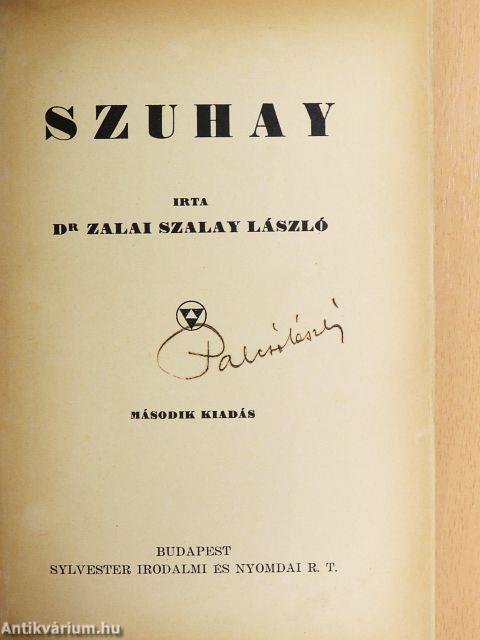 SZUHAY
IRTA
DR ZALAI SZALAY LÁSZLÓ
MÁSODIK KIADÁS
BUDAPEST
SYLVESTER IRODALMI ÉS NYOMDAI R. T.
Antikvárium.hu